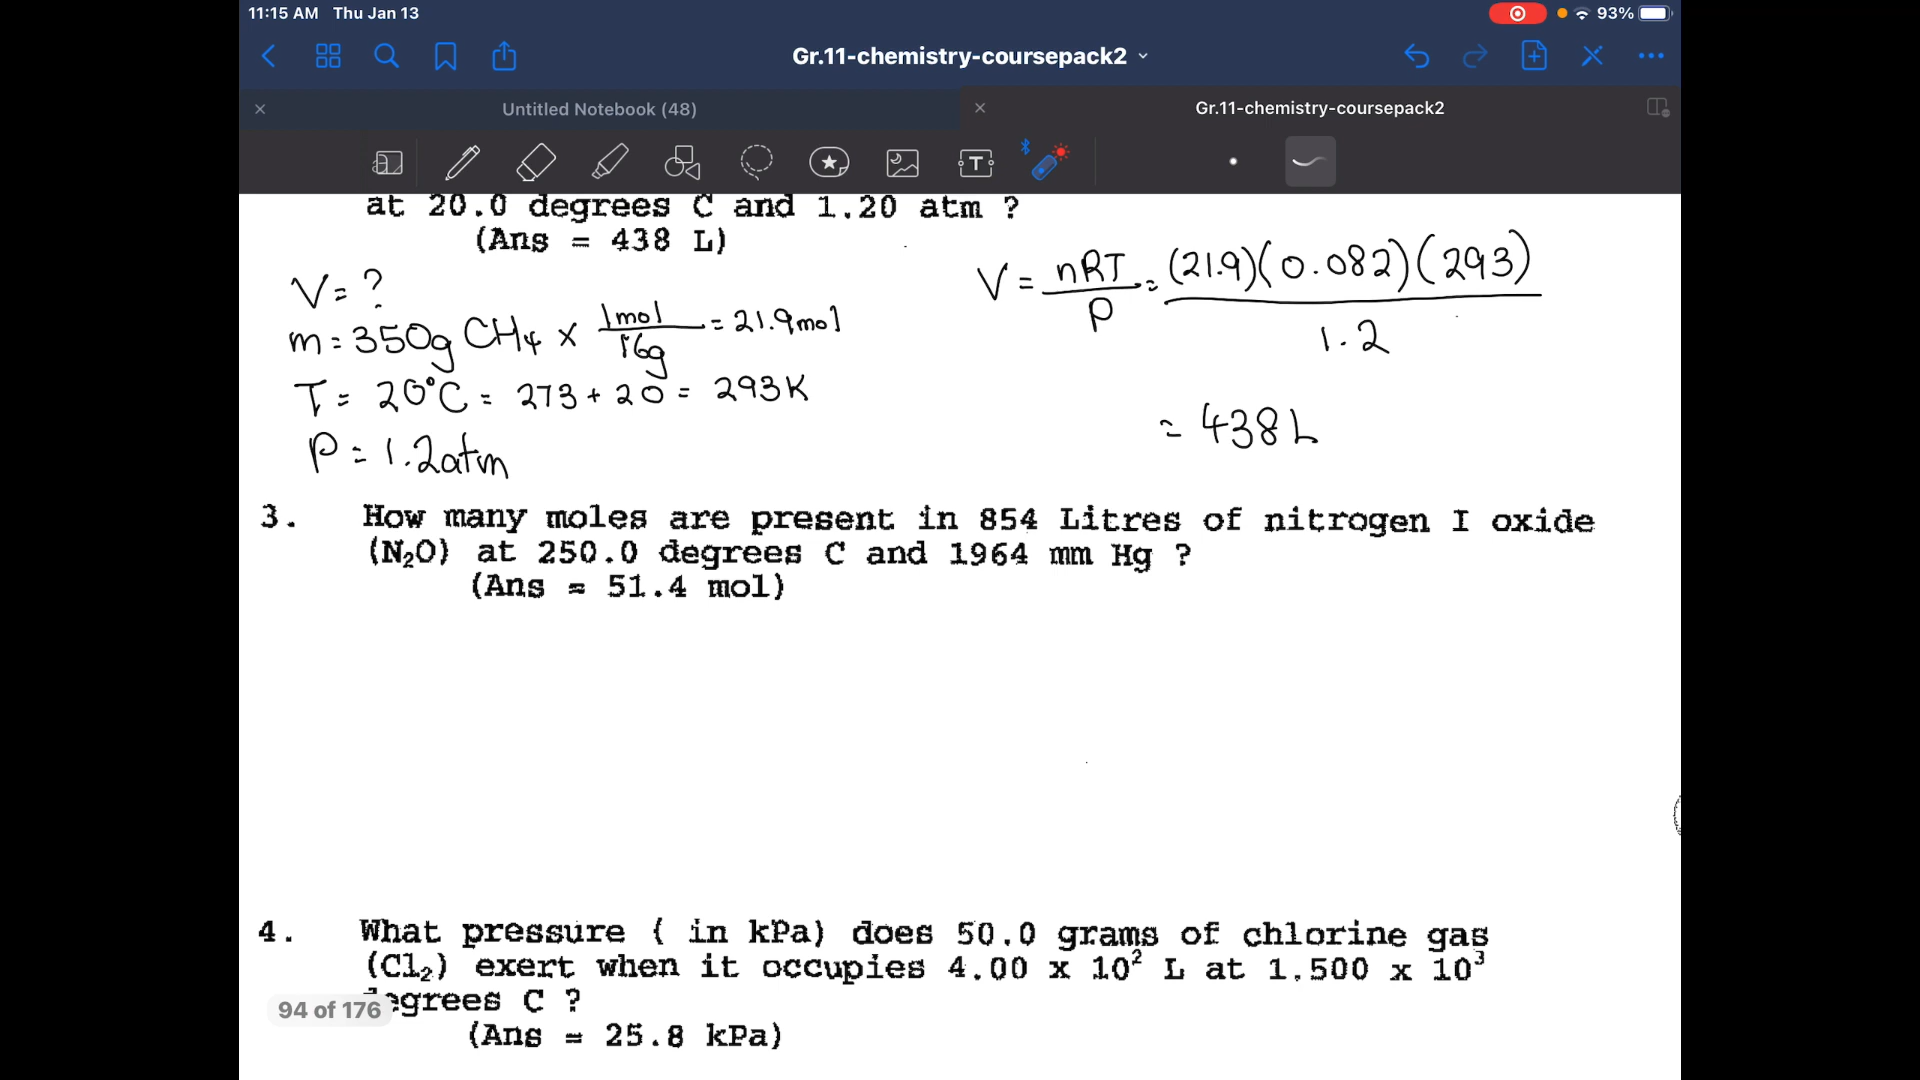 11:15 AM Thu Jan 13
93%
Gr.11-chemistry-coursepack2
Untitled Notebook (48)
Gr.11-chemistry-coursepack2
T
at 20.0 degrees C and 1.20 atm ?
(Ans = 438 L)
V = ?
m = 350g CH4 x 1mol/16g = 21.9mol
T = 20°C = 273 + 20 = 293K
P = 1.2atm
V = nRT/P = (21.9)(0.082)(293)/1.2
= 438 L
3. How many moles are present in 854 Litres of nitrogen I oxide
(N₂O) at 250.0 degrees C and 1964 mm Hg ?
(Ans = 51.4 mol)
4. What pressure ( in kPa) does 50.0 grams of chlorine gas
(Cl₂) exert when it occupies 4.00 x 10² L at 1.500 x 10³
degrees C ?
(Ans = 25.8 kPa)
94 of 176